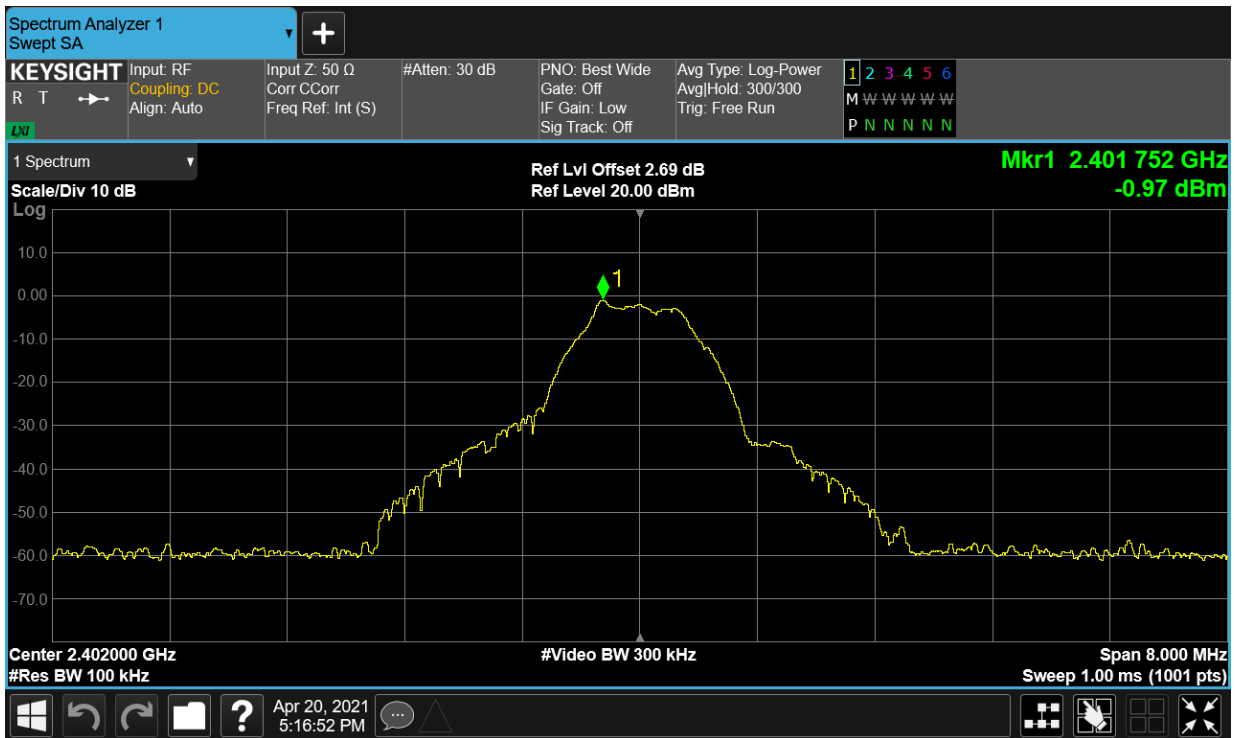 Spectrum Analyzer 1
Swept SA
+
KEYSIGHT
R T
LXI
Input: RF
Coupling: DC
Align: Auto
Input Z: 50 Ω
Corr CCorr
Freq Ref: Int (S)
#Atten: 30 dB
PNO: Best Wide
Gate: Off
IF Gain: Low
Sig Track: Off
Avg Type: Log-Power
Avg|Hold: 300/300
Trig: Free Run
1 2 3 4 5 6
M W W W W W
P N N N N N
1 Spectrum
Scale/Div 10 dB
Log
Ref Lvl Offset 2.69 dB
Ref Level 20.00 dBm
Mkr1 2.401 752 GHz
-0.97 dBm
1
10.0
0.00
-10.0
-20.0
-30.0
-40.0
-50.0
-60.0
-70.0
Center 2.402000 GHz
#Res BW 100 kHz
#Video BW 300 kHz
Span 8.000 MHz
Sweep 1.00 ms (1001 pts)
?
Apr 20, 2021
5:16:52 PM